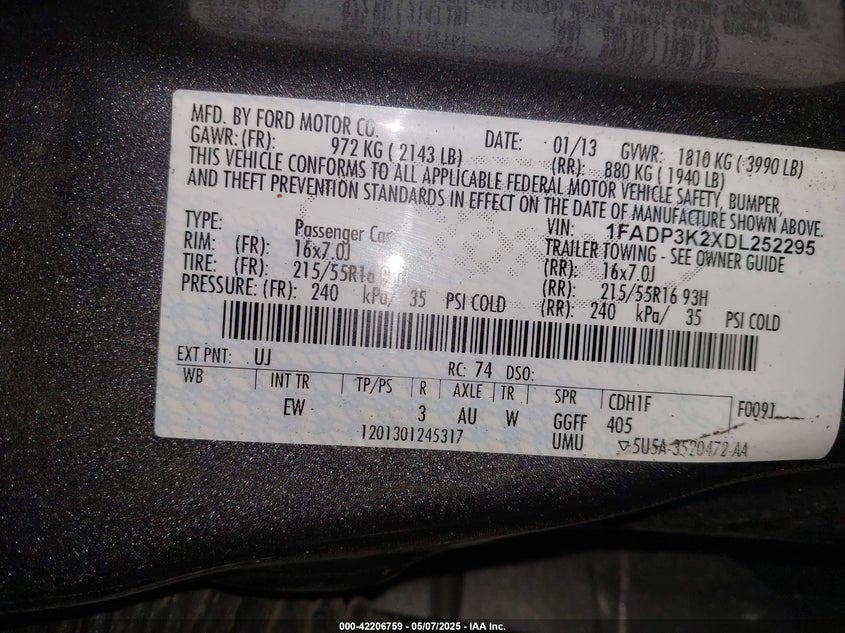 MFD. BY FORD MOTOR CO. DATE: 01/13 GVWR: 1810 KG ( 3990 LB)
GAWR: (FR): 972 KG ( 2143 LB) (RR): 880 KG ( 1940 LB)
THIS VEHICLE CONFORMS TO ALL APPLICABLE FEDERAL MOTOR VEHICLE SAFETY, BUMPER,
AND THEFT PREVENTION STANDARDS IN EFFECT ON THE DATE OF MANUFACTURE SHOWN ABOVE.
VIN: 1FADP3K2XDL252295
TYPE: Passenger Car TRAILER TOWING - SEE OWNER GUIDE
RIM: (FR): 16x7.0J (RR): 16x7.0J
TIRE: (FR): 215/55R16 93H (RR): 215/55R16 93H
PRESSURE: (FR): 240 kPa/ 35 PSI COLD (RR): 240 kPa/ 35 PSI COLD
EXT PNT: UJ RC: 74 DSO:
WB INT TR TP/PS R AXLE TR SPR CDH1F F0091
EW 3 AU W GGFF 405
1201301245317 UMU ▽5U5A-3520472-AA
000-42206759 — 05/07/2025 — IAA Inc.